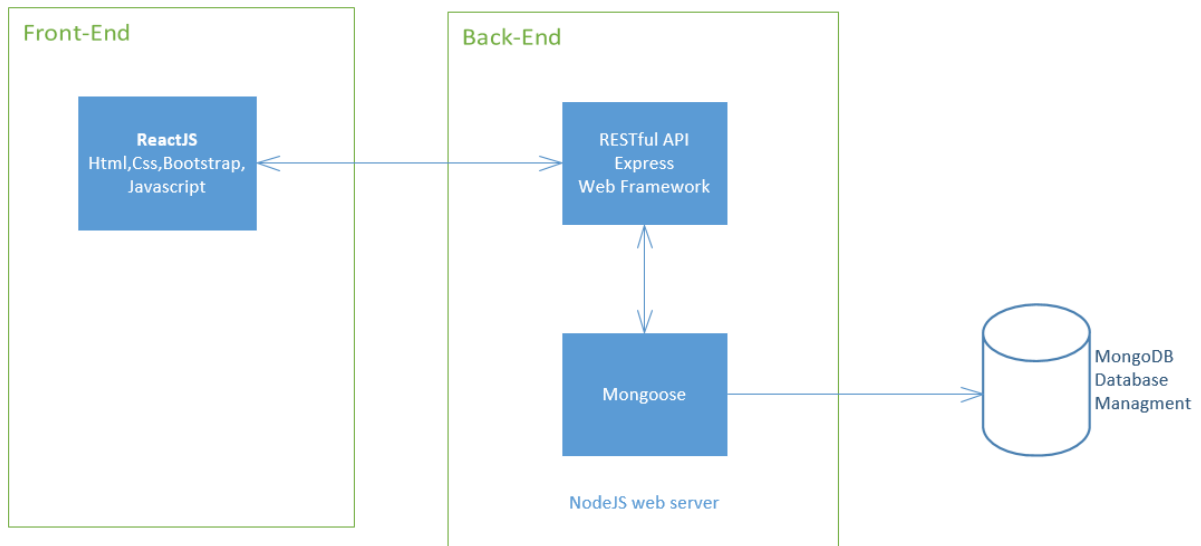 Front-End
ReactJS
Html,Css,Bootstrap,
Javascript
Back-End
RESTful API
Express
Web Framework
Mongoose
NodeJS web server
MongoDB
Database
Managment